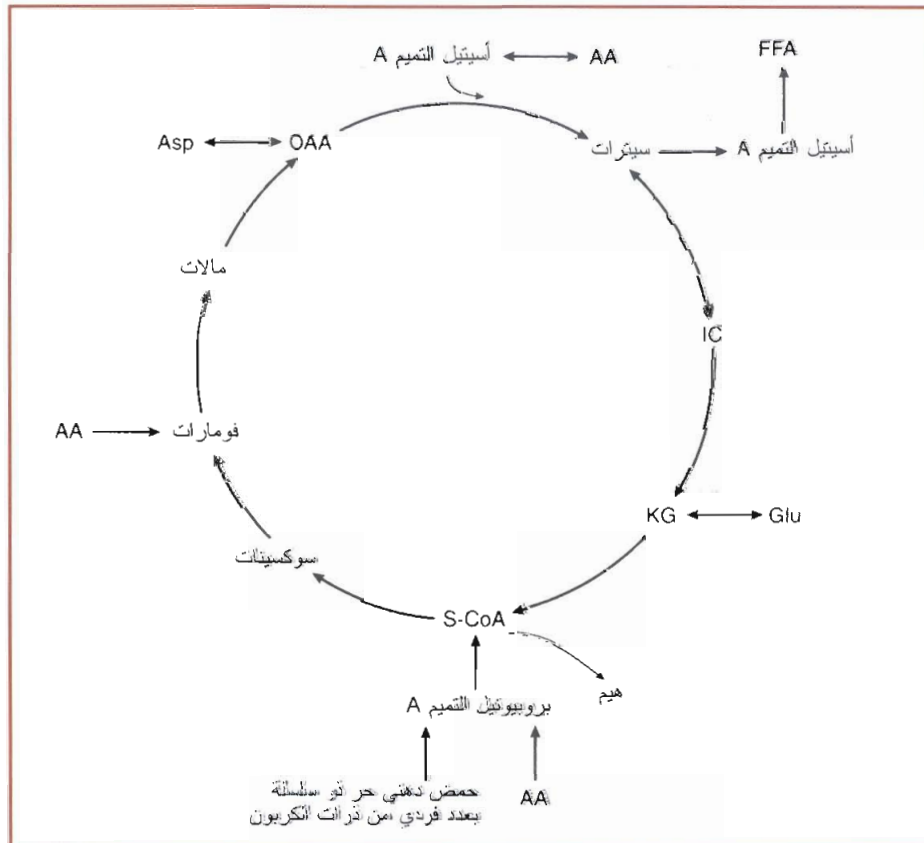 FFA
أسيتيل التميم A
AA
Asp
OAA
سيترات
أسيتيل التميم A
مالات
IC
AA
فومارات
KG
Glu
سوكسينات
S-CoA
هيم
بروبيونيل التميم A
حمض دهني حر ذو سلسلة
بعدد فردي من ذرات الكربون
AA